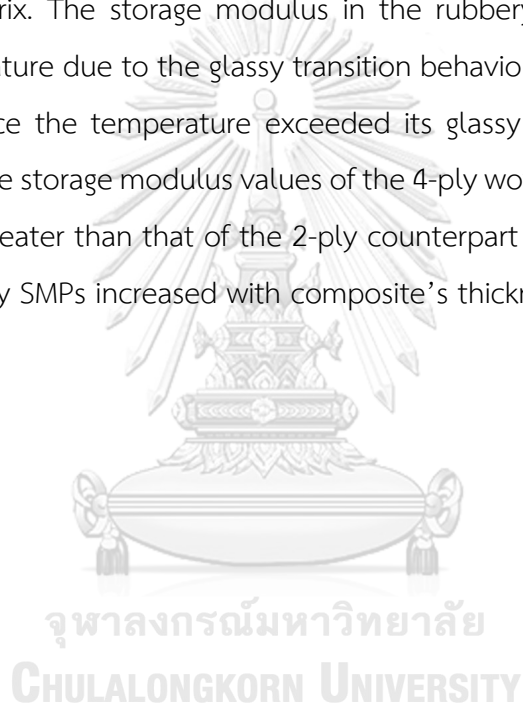 rix. The storage modulus in the rubbery
ture due to the glassy transition behavio
ce the temperature exceeded its glassy
e storage modulus values of the 4-ply wo
eater than that of the 2-ply counterpart
y SMPs increased with composite's thickr
จุฬาลงกรณ์มหาวิทยาลัย
CHULALONGKORN UNIVERSITY